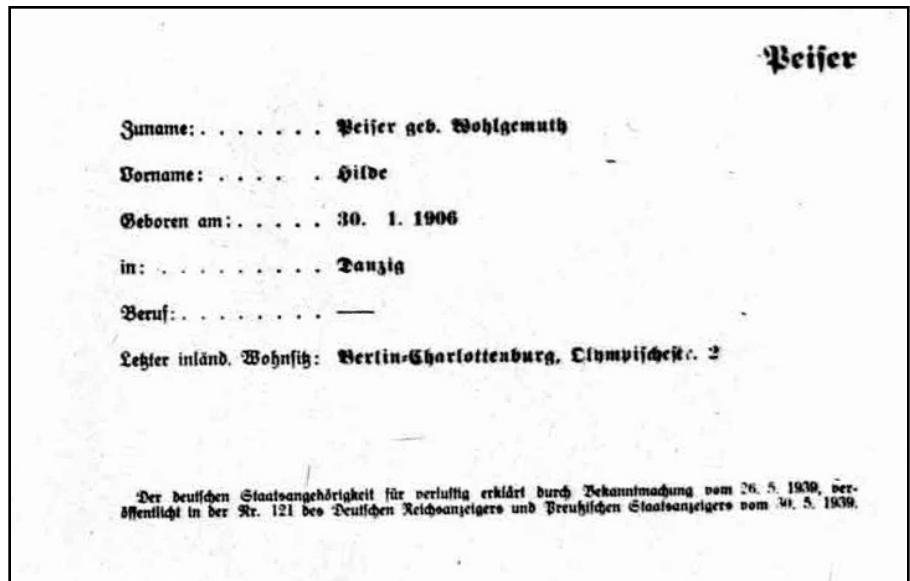 Peiser
Zuname: . . . . . . . Peiser geb. Wohlgemuth
Vorname: . . . . . . Hilde
Geboren am: . . . . . 30. 1. 1906
in: . . . . . . . . . Danzig
Beruf: . . . . . . . . —
Letzter inländ. Wohnsitz: Berlin-Charlottenburg, Olympischestr. 2
Der deutschen Staatsangehörigkeit für verlustig erklärt durch Bekanntmachung vom 26. 5. 1939, ver-
öffentlicht in der Nr. 121 des Deutschen Reichsanzeigers und Preußischen Staatsanzeigers vom 30. 5. 1939.